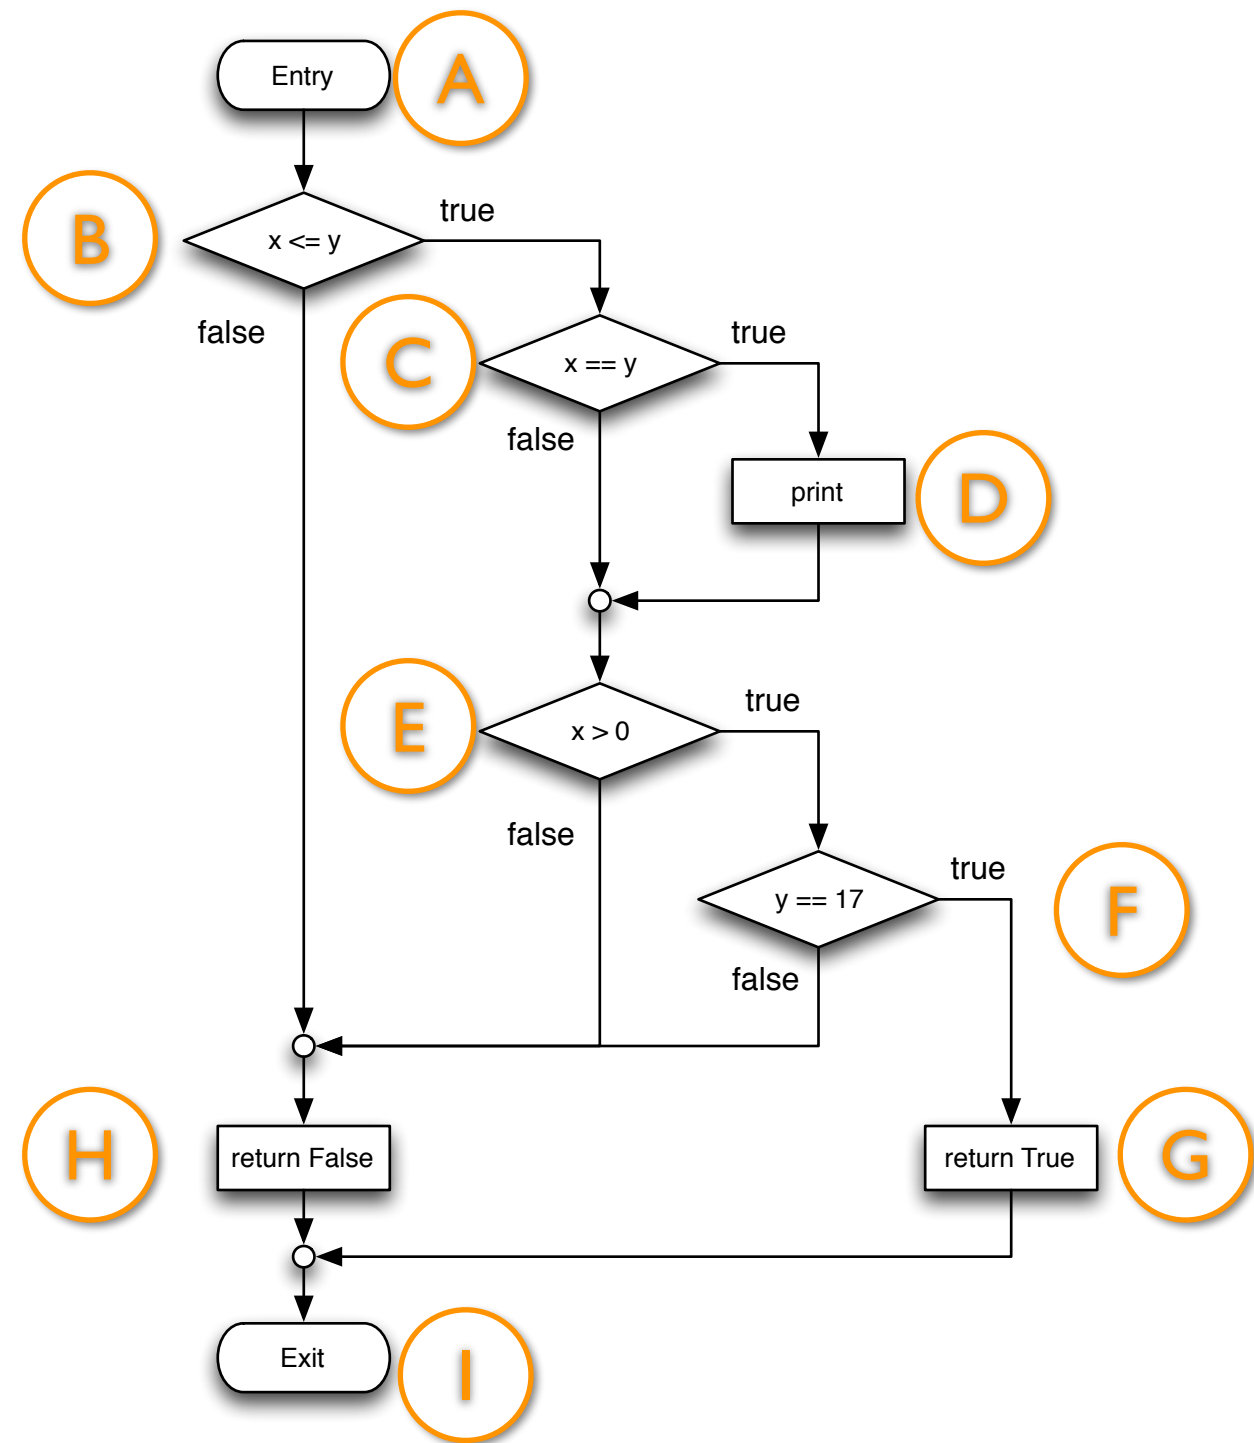 Entry
A
B
x <= y
true
false
C
x == y
true
false
print
D
E
x > 0
true
false
y == 17
true
F
false
H
return False
return True
G
Exit
I